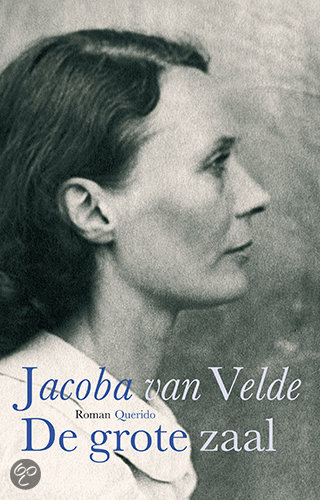 Jacoba van Velde
Roman Querido
De grote zaal